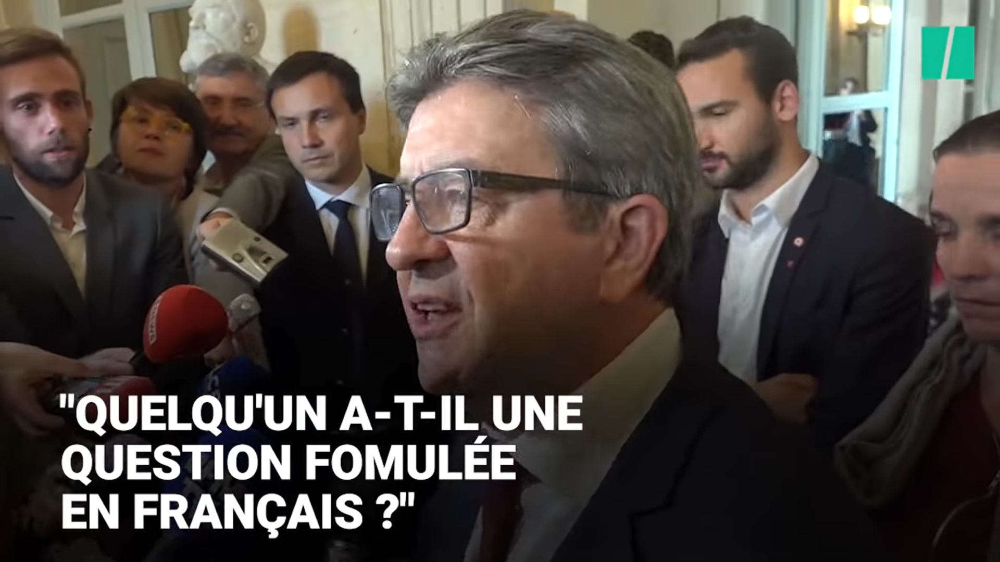 "QUELQU'UN A-T-IL UNE
QUESTION FOMULÉE
EN FRANÇAIS ?"